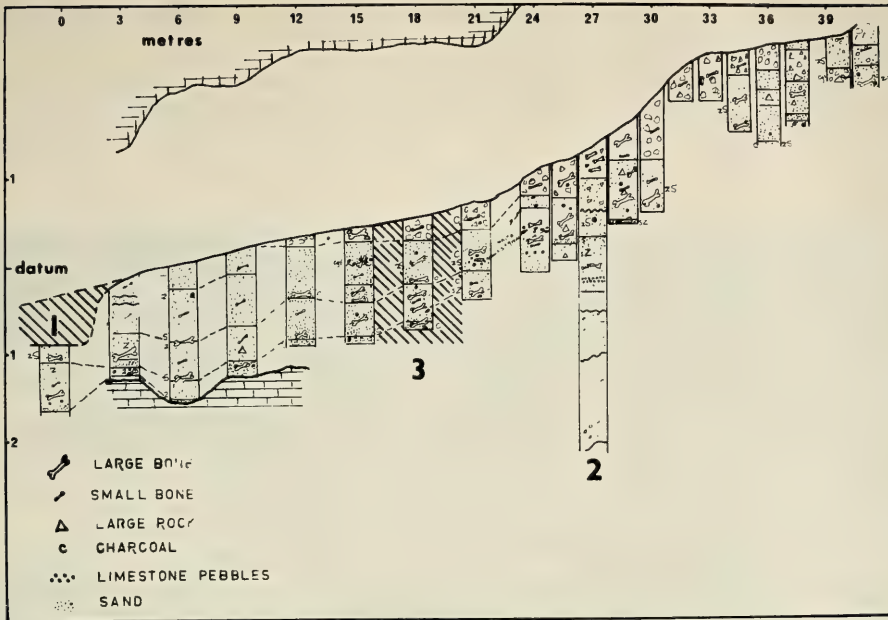 0 3 6 9 12 15 18 21 24 27 30 33 36 39
metres
1
datum
1
2
1
3
2
LARGE BONE
SMALL BONE
LARGE ROCK
C CHARCOAL
LIMESTONE PEBBLES
SAND